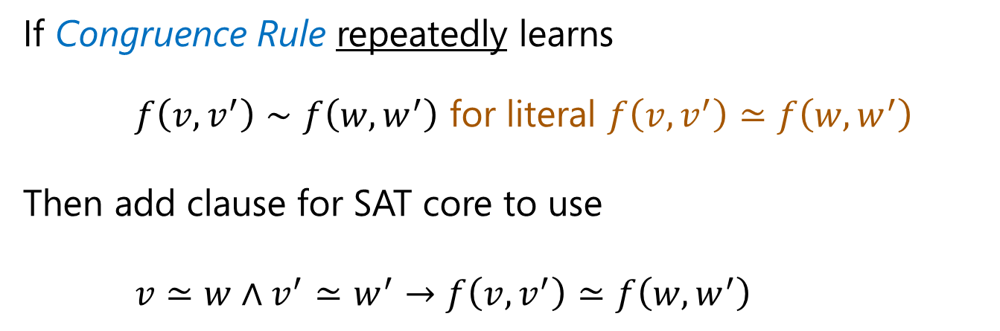 If Congruence Rule repeatedly learns
f(v, v′) ~ f(w, w′) for literal f(v, v′) ≃ f(w, w′)
Then add clause for SAT core to use
v ≃ w ∧ v′ ≃ w′ → f(v, v′) ≃ f(w, w′)